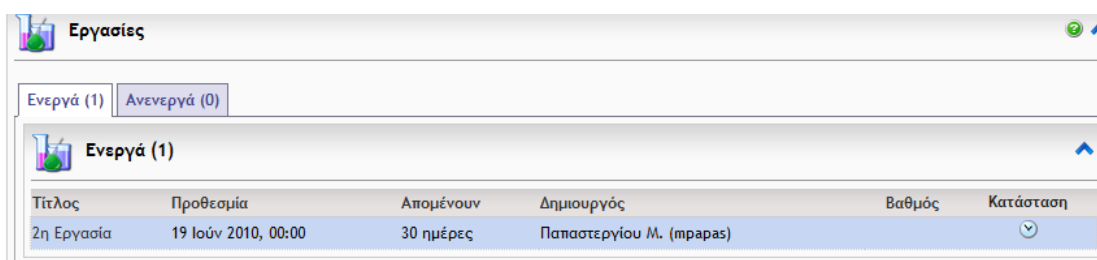 Εργασίες
Ενεργά (1) Ανενεργά (0)
Ενεργά (1)
Τίτλος Προθεσμία Απομένουν Δημιουργός Βαθμός Κατάσταση
2η Εργασία 19 Ιούν 2010, 00:00 30 ημέρες Παπαστεργίου Μ. (mpapas)